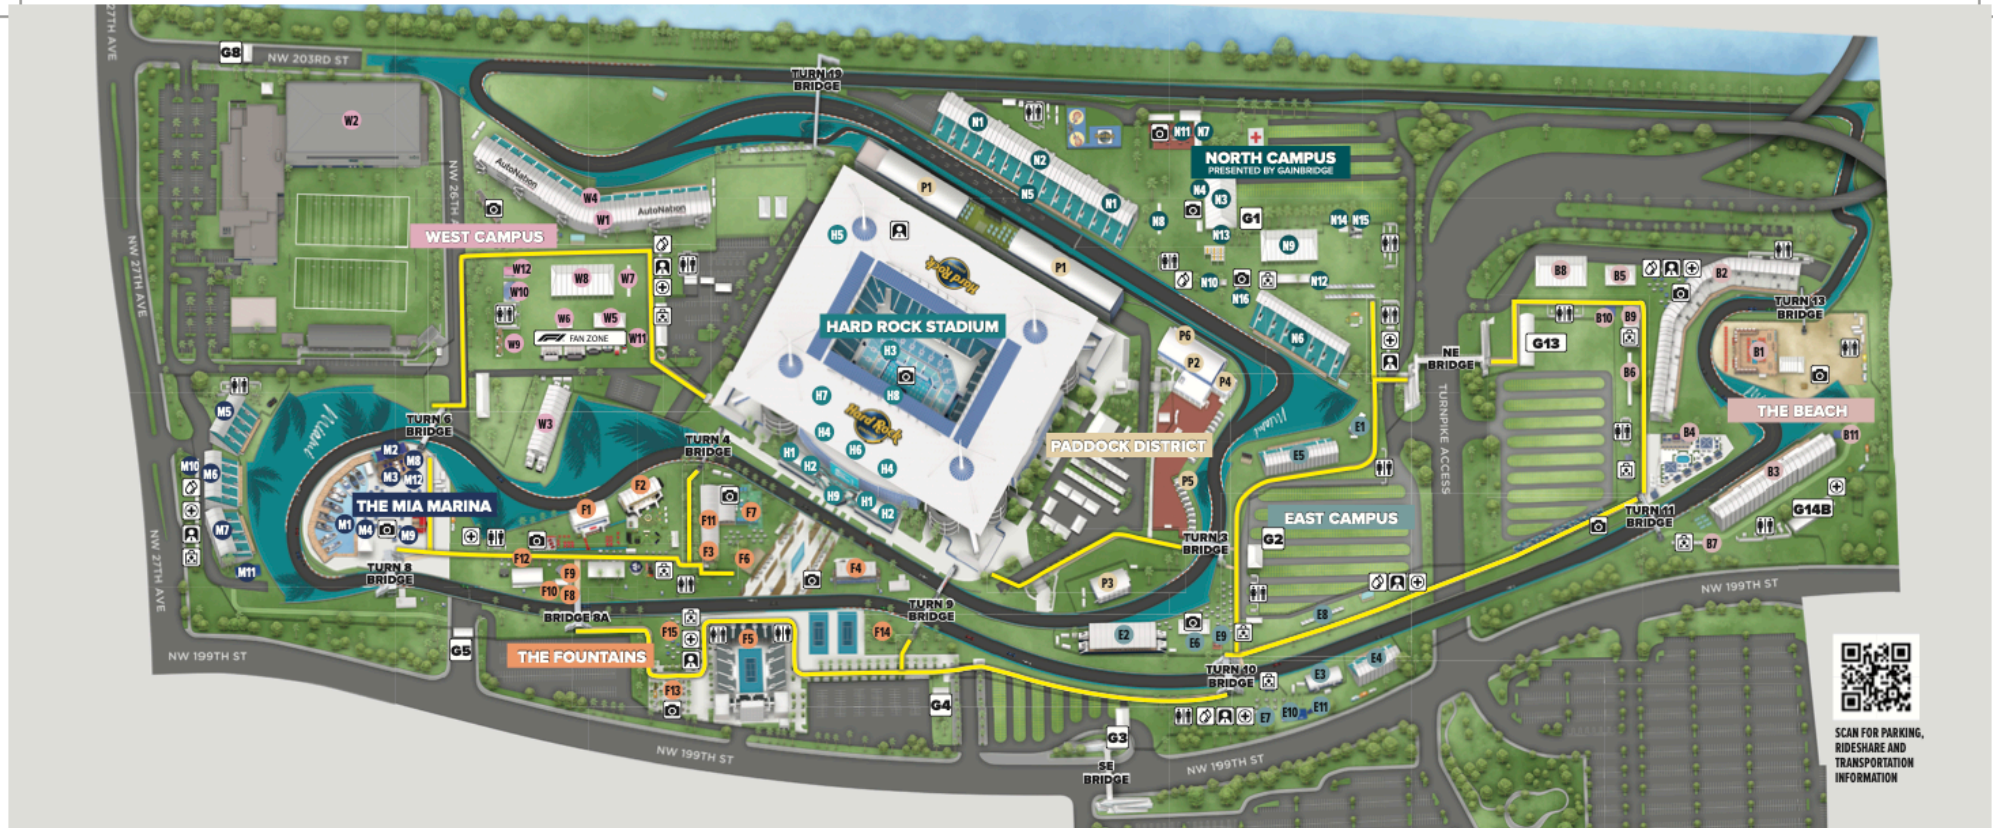 27TH AVE
G8
NW 203RD ST
TURN 19
BRIDGE
W2
N1
N2
N5
N1
N11
N7
NORTH CAMPUS
PRESENTED BY GAINBRIDGE
N4
N3
N8
G1
N13
N14
N15
N9
N10
N12
N16
N6
NW 26TH A
AutoNation
W4
W1
AutoNation
P1
P1
WEST CAMPUS
NW 27TH AVE
W12
W10
W8
W7
W6
W5
W9
F1 FAN ZONE
W11
W3
H5
Hard Rock
HARD ROCK STADIUM
H3
H7
H8
Hard Rock
H4
H6
H4
H1
H2
H9
H1
H2
P6
P2
P4
PADDOCK DISTRICT
P5
P3
B8
B5
B2
TURN 13
BRIDGE
B10
B9
G13
B1
NE
BRIDGE
B6
TURNPIKE ACCESS
THE BEACH
B4
B11
B3
G14B
TURN 11
BRIDGE
B7
M5
Miami
TURN 6
BRIDGE
M10
M6
M2
M8
M3
M12
THE MIA MARINA
M1
M4
M9
M7
M11
NW 27TH AVE
TURN 8
BRIDGE
TURN 4
BRIDGE
F2
F1
F11
F7
F3
F6
F12
F9
F10
F8
F4
BRIDGE 8A
TURN 9
BRIDGE
F15
F5
F14
THE FOUNTAINS
F13
G5
G4
NW 199TH ST
NW 199TH ST
Miami
E1
E5
EAST CAMPUS
G2
TURN 3
BRIDGE
E2
E6
E9
E8
TURN 10
BRIDGE
E3
E4
E7
E10
E11
G3
SE
BRIDGE
NW 199TH ST
NW 199TH ST
SCAN FOR PARKING,
RIDESHARE AND
TRANSPORTATION
INFORMATION